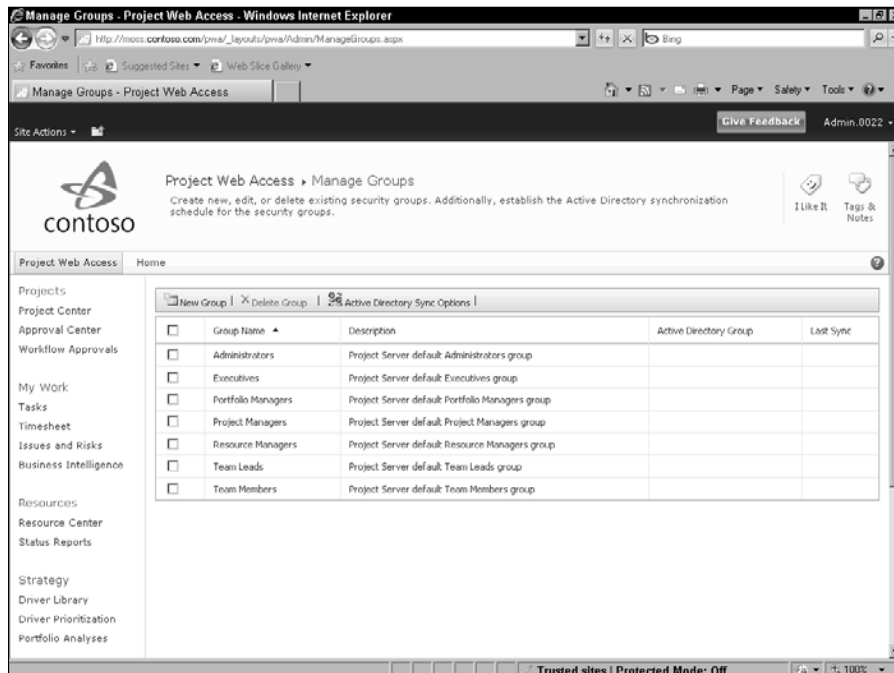 Manage Groups - Project Web Access - Windows Internet Explorer
http://moss.contoso.com/pwa/_layouts/pwa/Admin/ManageGroups.aspx
Bing
Favorites Suggested Sites Web Slice Gallery
Manage Groups - Project Web Access
Page Safety Tools
Site Actions
Give Feedback
Admin.8022
contoso
Project Web Access Manage Groups
Create new, edit, or delete existing security groups. Additionally, establish the Active Directory synchronization
schedule for the security groups.
I Like It
Tags &
Notes
Project Web Access Home
Projects
Project Center
Approval Center
Workflow Approvals
My Work
Tasks
Timesheet
Issues and Risks
Business Intelligence
Resources
Resource Center
Status Reports
Strategy
Driver Library
Driver Prioritization
Portfolio Analyses
New Group | Delete Group | Active Directory Sync Options |
Group Name Description Active Directory Group Last Sync
Administrators Project Server default Administrators group
Executives Project Server default Executives group
Portfolio Managers Project Server default Portfolio Managers group
Project Managers Project Server default Project Managers group
Resource Managers Project Server default Resource Managers group
Team Leads Project Server default Team Leads group
Team Members Project Server default Team Members group
Trusted sites | Protected Mode: Off
100%